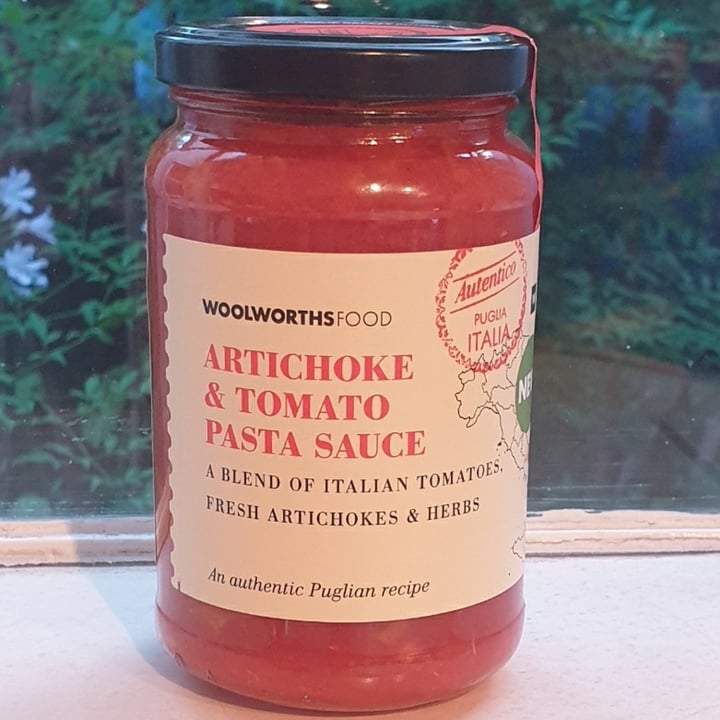 WOOLWORTHSFOOD
ARTICHOKE
& TOMATO
PASTA SAUCE
A BLEND OF ITALIAN TOMATOES,
FRESH ARTICHOKES & HERBS
An authentic Puglian recipe
Autentico
PUGLIA
ITALIA